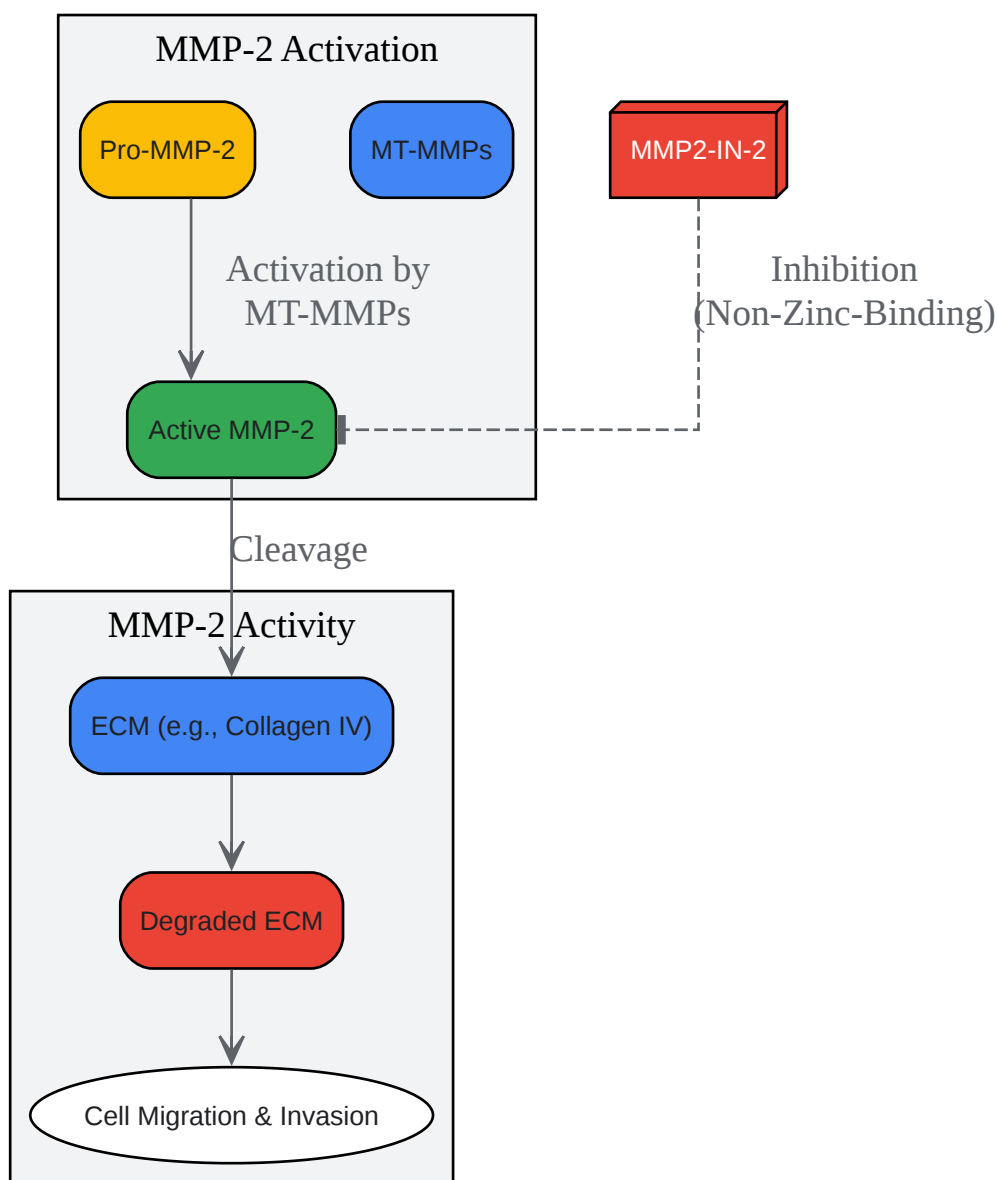 MMP-2 Activation
Pro-MMP-2
MT-MMPs
MMP2-IN-2
Activation by
MT-MMPs
Inhibition
(Non-Zinc-Binding)
Active MMP-2
Cleavage
MMP-2 Activity
ECM (e.g., Collagen IV)
Degraded ECM
Cell Migration & Invasion